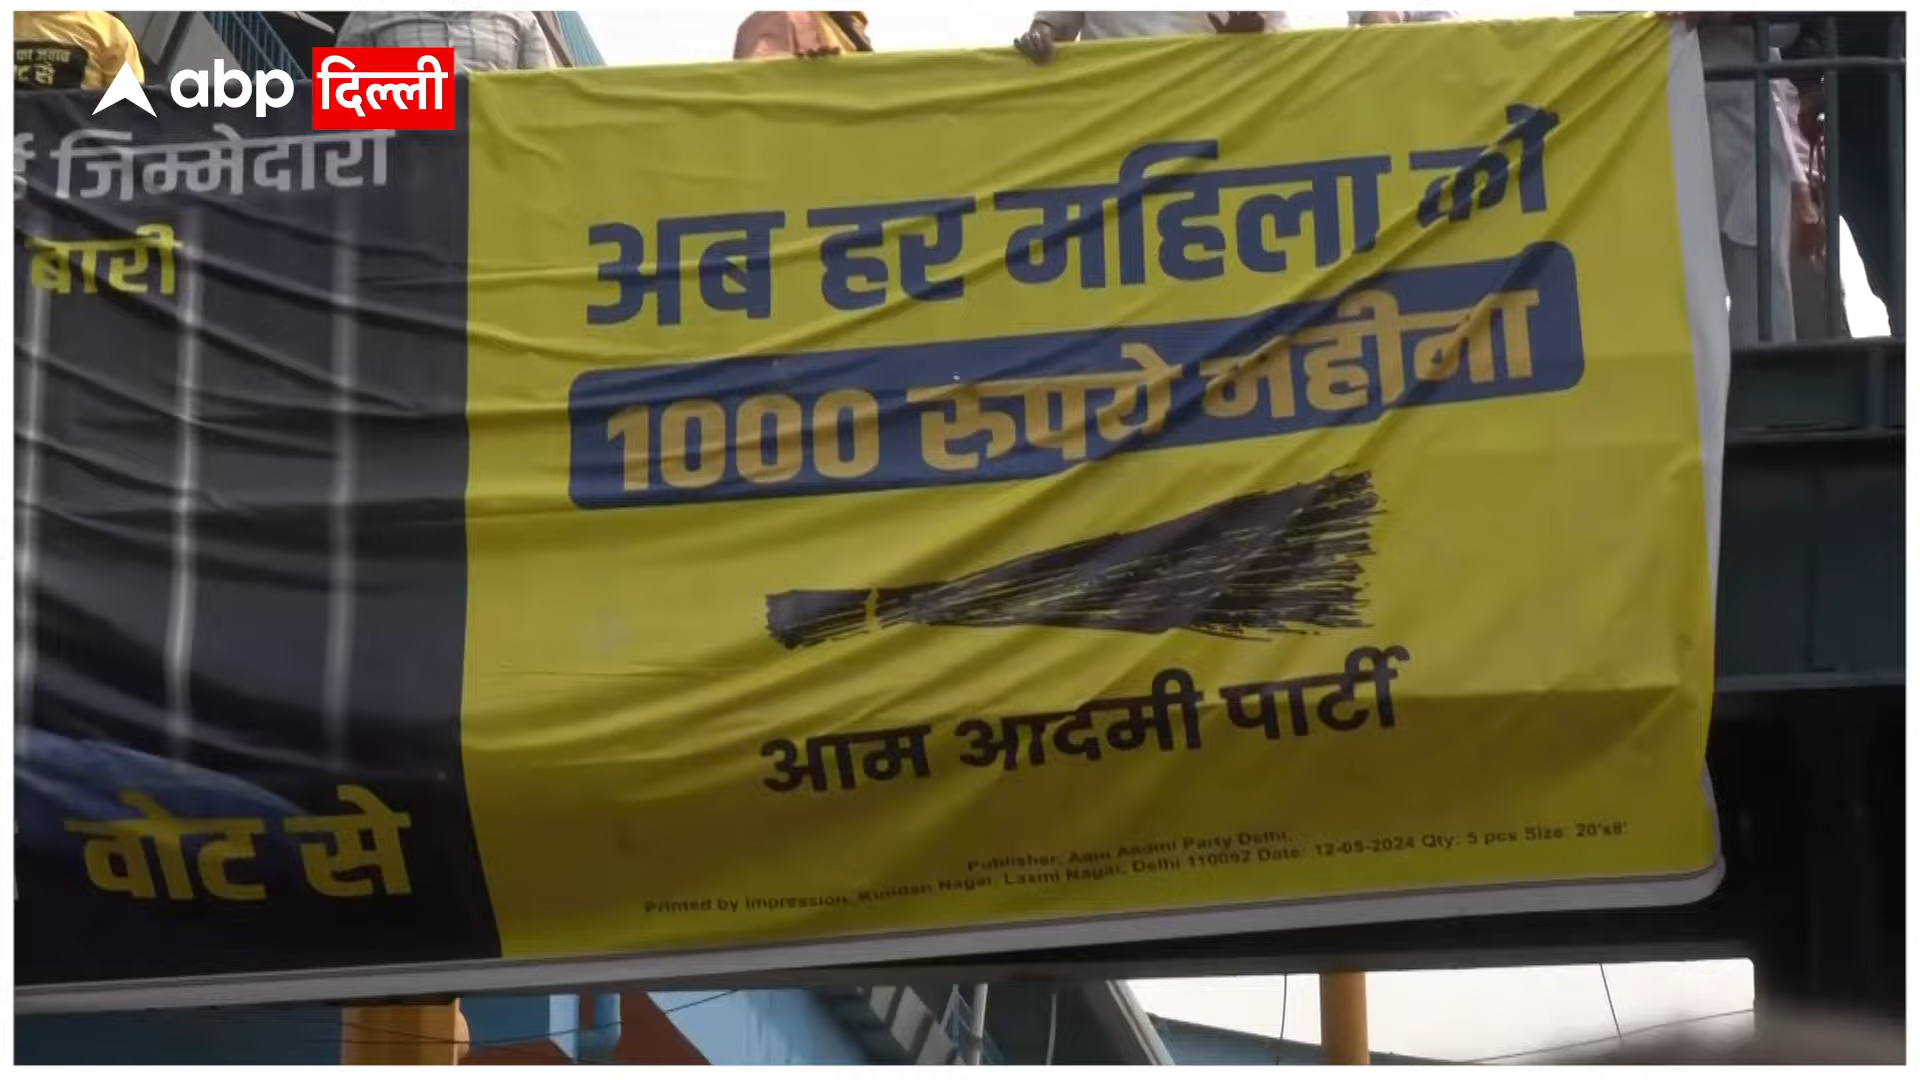 का जवाब
abp दिल्ली
जिम्मेदारी
बारी
वोट से
अब हर महिला को
1000 रुपये महीना
आम आदमी पार्टी
Publisher: Aam Aadmi Party Delhi.
Printed by Impression, Kundan Nagar, Laxmi Nagar, Delhi 110092 Date: 12-05-2024 Qty: 5 pcs Size: 20'x8'